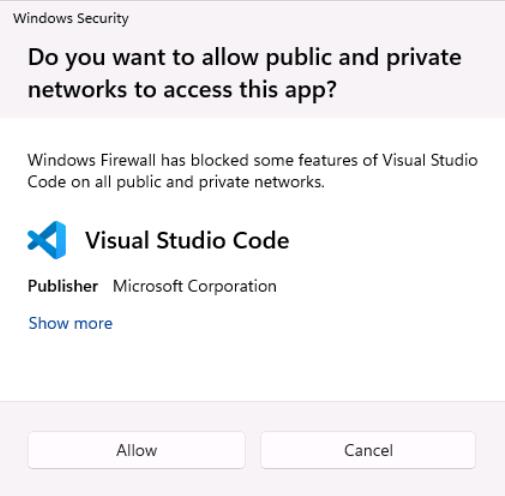 Windows Security
Do you want to allow public and private
networks to access this app?
Windows Firewall has blocked some features of Visual Studio
Code on all public and private networks.
Visual Studio Code
Publisher Microsoft Corporation
Show more
Allow
Cancel